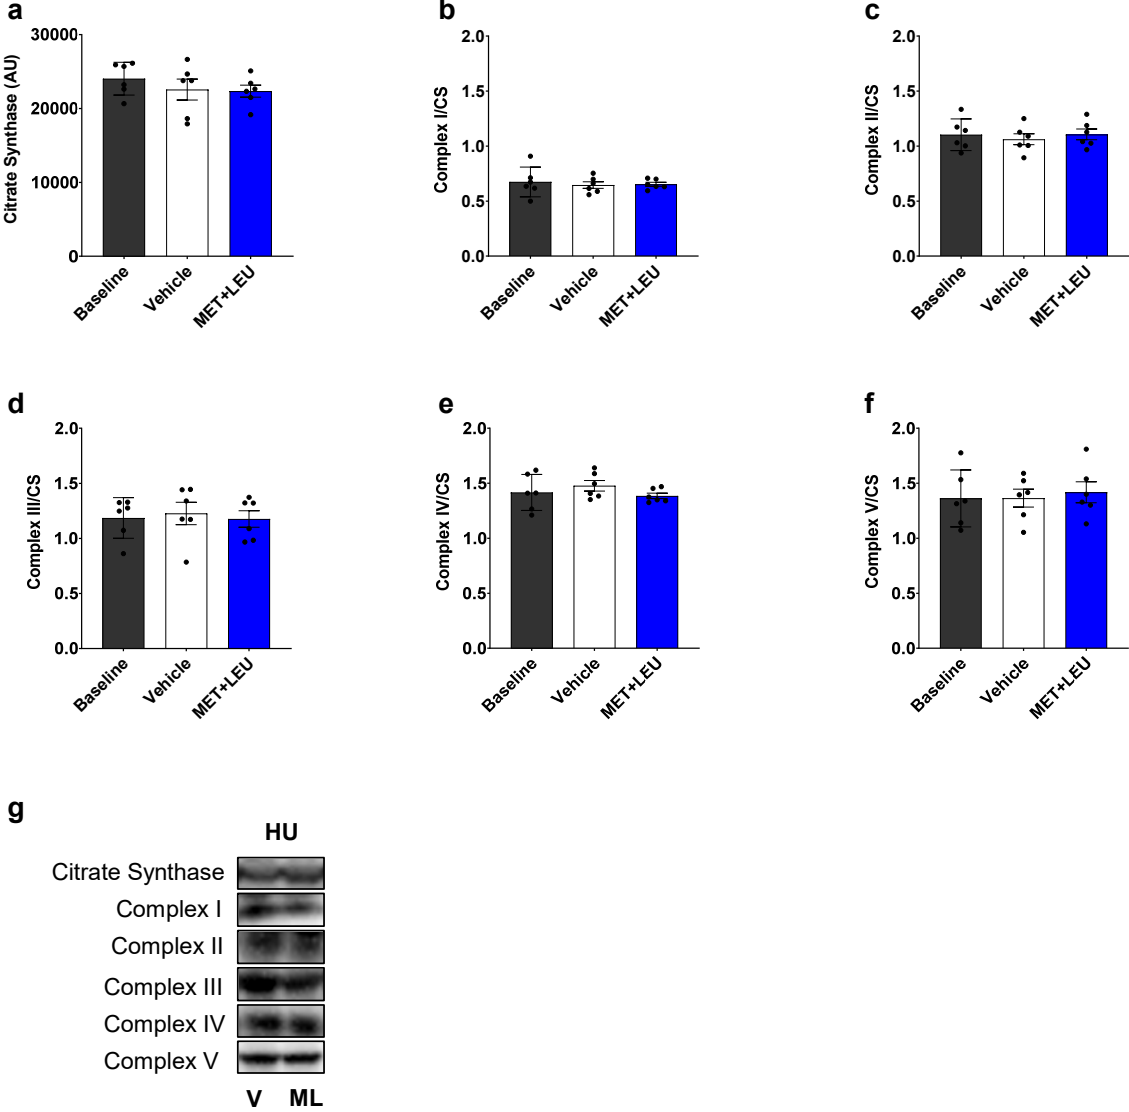 a
Citrate Synthase (AU)
30000
20000
10000
0
Baseline
Vehicle
MET+LEU
b
Complex I/CS
2.0
1.5
1.0
0.5
0.0
Baseline
Vehicle
MET+LEU
c
Complex II/CS
2.0
1.5
1.0
0.5
0.0
Baseline
Vehicle
MET+LEU
d
Complex III/CS
2.0
1.5
1.0
0.5
0.0
Baseline
Vehicle
MET+LEU
e
Complex IV/CS
2.0
1.5
1.0
0.5
0.0
Baseline
Vehicle
MET+LEU
f
Complex V/CS
2.0
1.5
1.0
0.5
0.0
Baseline
Vehicle
MET+LEU
g
HU
Citrate Synthase
Complex I
Complex II
Complex III
Complex IV
Complex V
V ML